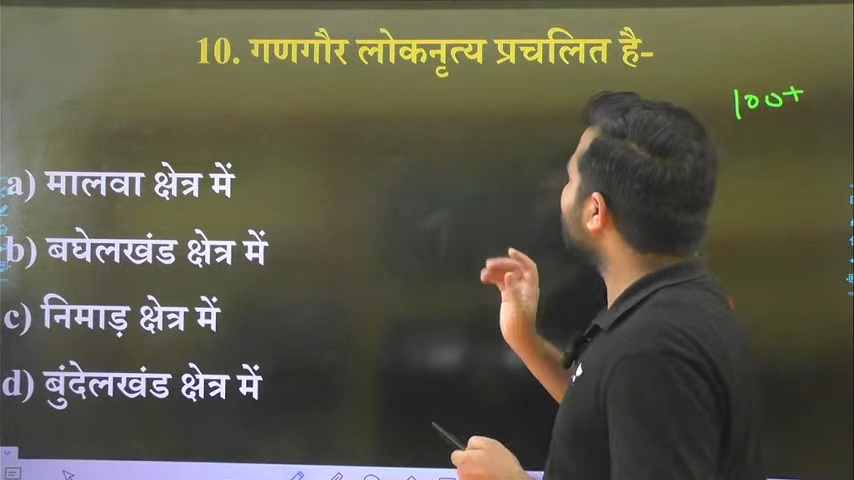 10. गणगौर लोकनृत्य प्रचलित है-
100+
a) मालवा क्षेत्र में
b) बघेलखंड क्षेत्र में
c) निमाड़ क्षेत्र में
d) बुंदेलखंड क्षेत्र में